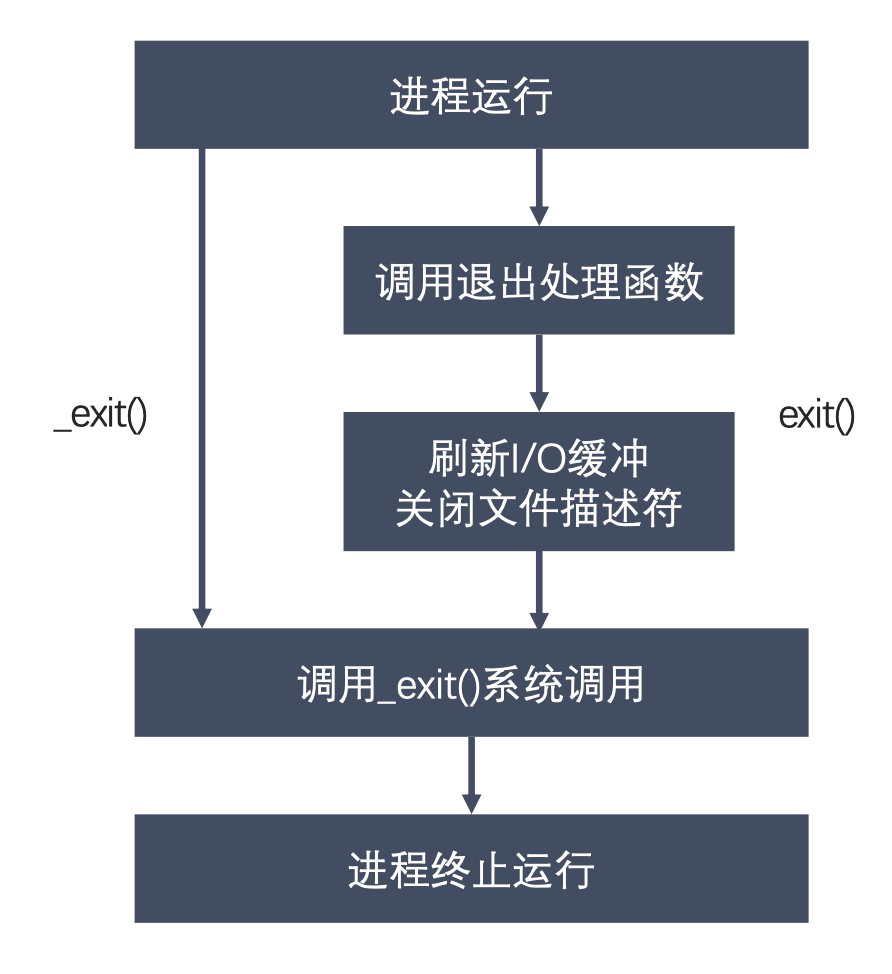 进程运行
调用退出处理函数
_exit()
exit()
刷新I/O缓冲
关闭文件描述符
调用_exit()系统调用
进程终止运行